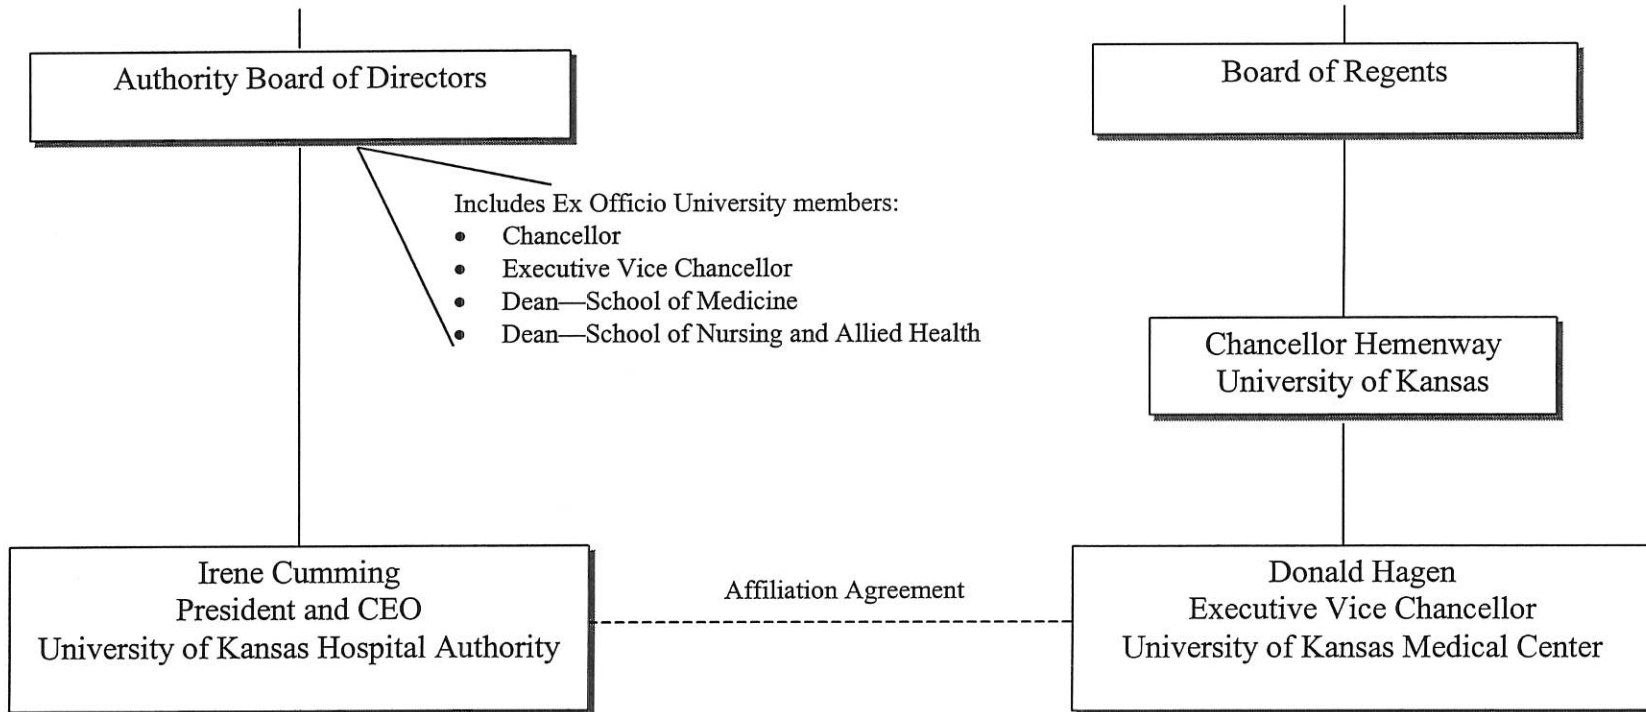 Authority Board of Directors
Board of Regents
Includes Ex Officio University members:
• Chancellor
• Executive Vice Chancellor
• Dean—School of Medicine
• Dean—School of Nursing and Allied Health
Chancellor Hemenway
University of Kansas
Irene Cumming
President and CEO
University of Kansas Hospital Authority
Affiliation Agreement
Donald Hagen
Executive Vice Chancellor
University of Kansas Medical Center